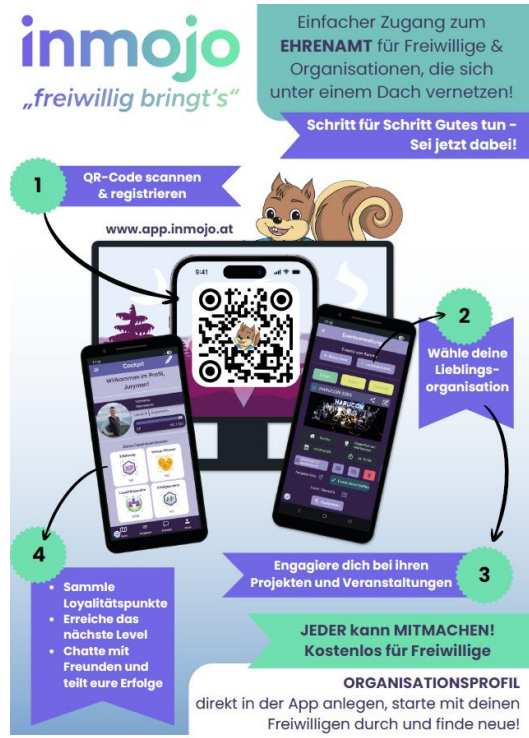 inmojo
„freiwillig bringt's“
Einfacher Zugang zum
EHRENAMT für Freiwillige &
Organisationen, die sich
unter einem Dach vernetzen!
Schritt für Schritt Gutes tun -
Sei jetzt dabei!
1
QR-Code scannen
& registrieren
www.app.inmojo.at
9:41
2
Wähle deine
Lieblings-
organisation
Cockpit
Willkommen im Profil,
Eventverwaltung
HARUCON
4
Sammle
Loyalitätspunkte
Erreiche das
nächste Level
Chatte mit
Freunden und
teilt eure Erfolge
Engagiere dich bei ihren
Projekten und Veranstaltungen
3
JEDER kann MITMACHEN!
Kostenlos für Freiwillige
ORGANISATIONSPROFIL
direkt in der App anlegen, starte mit deinen
Freiwilligen durch und finde neue!